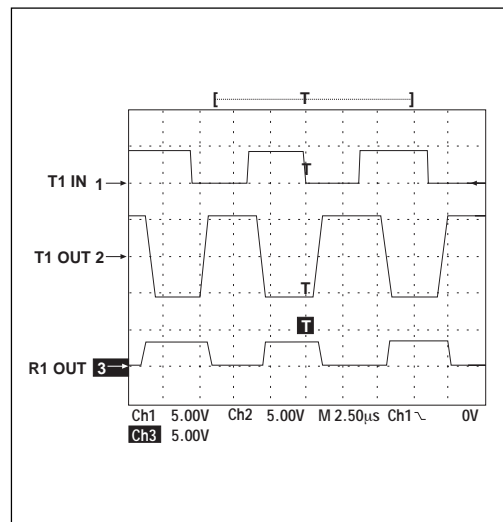 [ T ]
T
T1 IN 1
T1 OUT 2
T
T
R1 OUT 3
Ch1 5.00V Ch2 5.00V M 2.50μs Ch1 0V
Ch3 5.00V